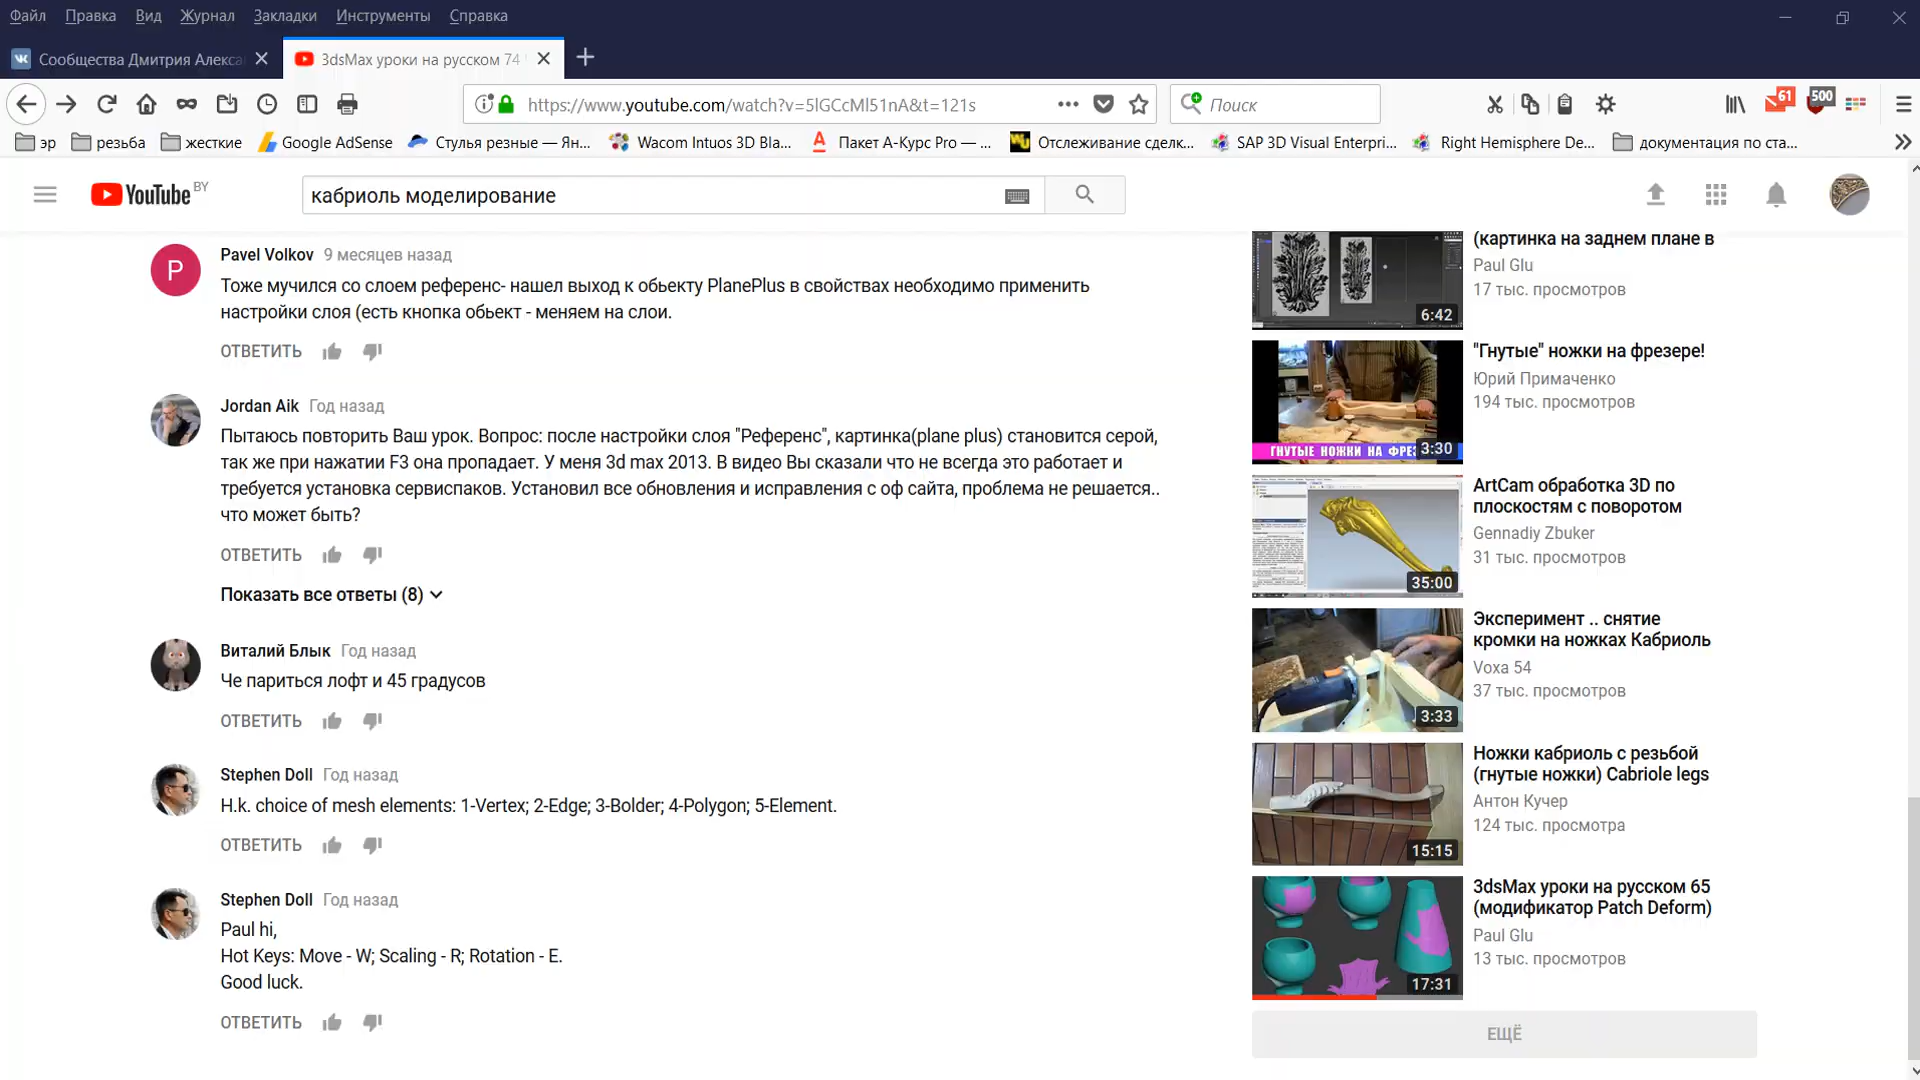 Файл Правка Вид Журнал Закладки Инструменты Справка
Сообщества Дмитрия Алекса
3dsMax уроки на русском 74
https://www.youtube.com/watch?v=5lGCcMl51nA&t=121s
Поиск
61
500
эр
резьба
жесткие
Google AdSense
Стулья резные — Ян...
Wacom Intuos 3D Bla...
Пакет А-Курс Pro — ...
Отслеживание сделк...
SAP 3D Visual Enterpri...
Right Hemisphere De...
документация по ста...
YouTube BY
кабриоль моделирование
P
Pavel Volkov 9 месяцев назад
Тоже мучился со слоем референс- нашел выход к обьекту PlanePlus в свойствах необходимо применить
настройки слоя (есть кнопка обьект - меняем на слои.
ОТВЕТИТЬ
Jordan Aik Год назад
Пытаюсь повторить Ваш урок. Вопрос: после настройки слоя "Референс", картинка(plane plus) становится серой,
так же при нажатии F3 она пропадает. У меня 3d max 2013. В видео Вы сказали что не всегда это работает и
требуется установка сервиспаков. Установил все обновления и исправления с оф сайта, проблема не решается..
что может быть?
ОТВЕТИТЬ
Показать все ответы (8)
Виталий Блык Год назад
Че париться лофт и 45 градусов
ОТВЕТИТЬ
Stephen Doll Год назад
H.k. choice of mesh elements: 1-Vertex; 2-Edge; 3-Bolder; 4-Polygon; 5-Element.
ОТВЕТИТЬ
Stephen Doll Год назад
Paul hi,
Hot Keys: Move - W; Scaling - R; Rotation - E.
Good luck.
ОТВЕТИТЬ
(картинка на заднем плане в
Paul Glu
17 тыс. просмотров
6:42
"Гнутые" ножки на фрезере!
Юрий Примаченко
194 тыс. просмотров
ГНУТЫЕ НОЖКИ НА ФРЕЗ
3:30
ArtCam обработка 3D по
плоскостям с поворотом
Gennadiy Zbuker
31 тыс. просмотров
35:00
Эксперимент .. снятие
кромки на ножках Кабриоль
Voxa 54
37 тыс. просмотров
3:33
Ножки кабриоль с резьбой
(гнутые ножки) Cabriole legs
Антон Кучер
124 тыс. просмотра
15:15
3dsMax уроки на русском 65
(модификатор Patch Deform)
Paul Glu
13 тыс. просмотров
17:31
ЕЩЁ